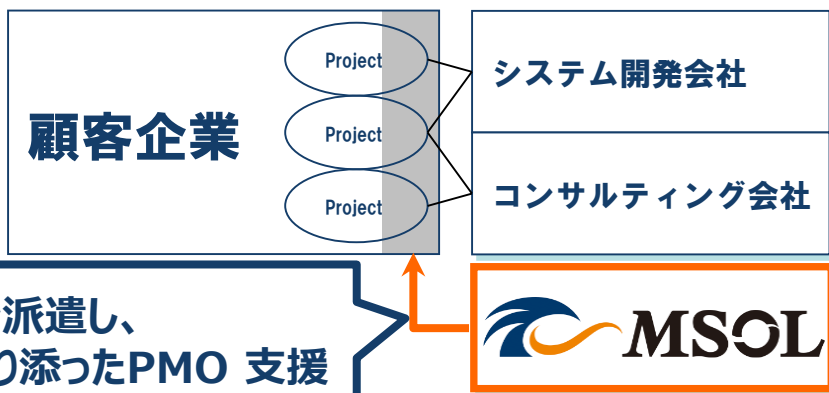 顧客企業
Project
Project
Project
システム開発会社
コンサルティング会社
派遣し、
添ったPMO 支援
MSOL